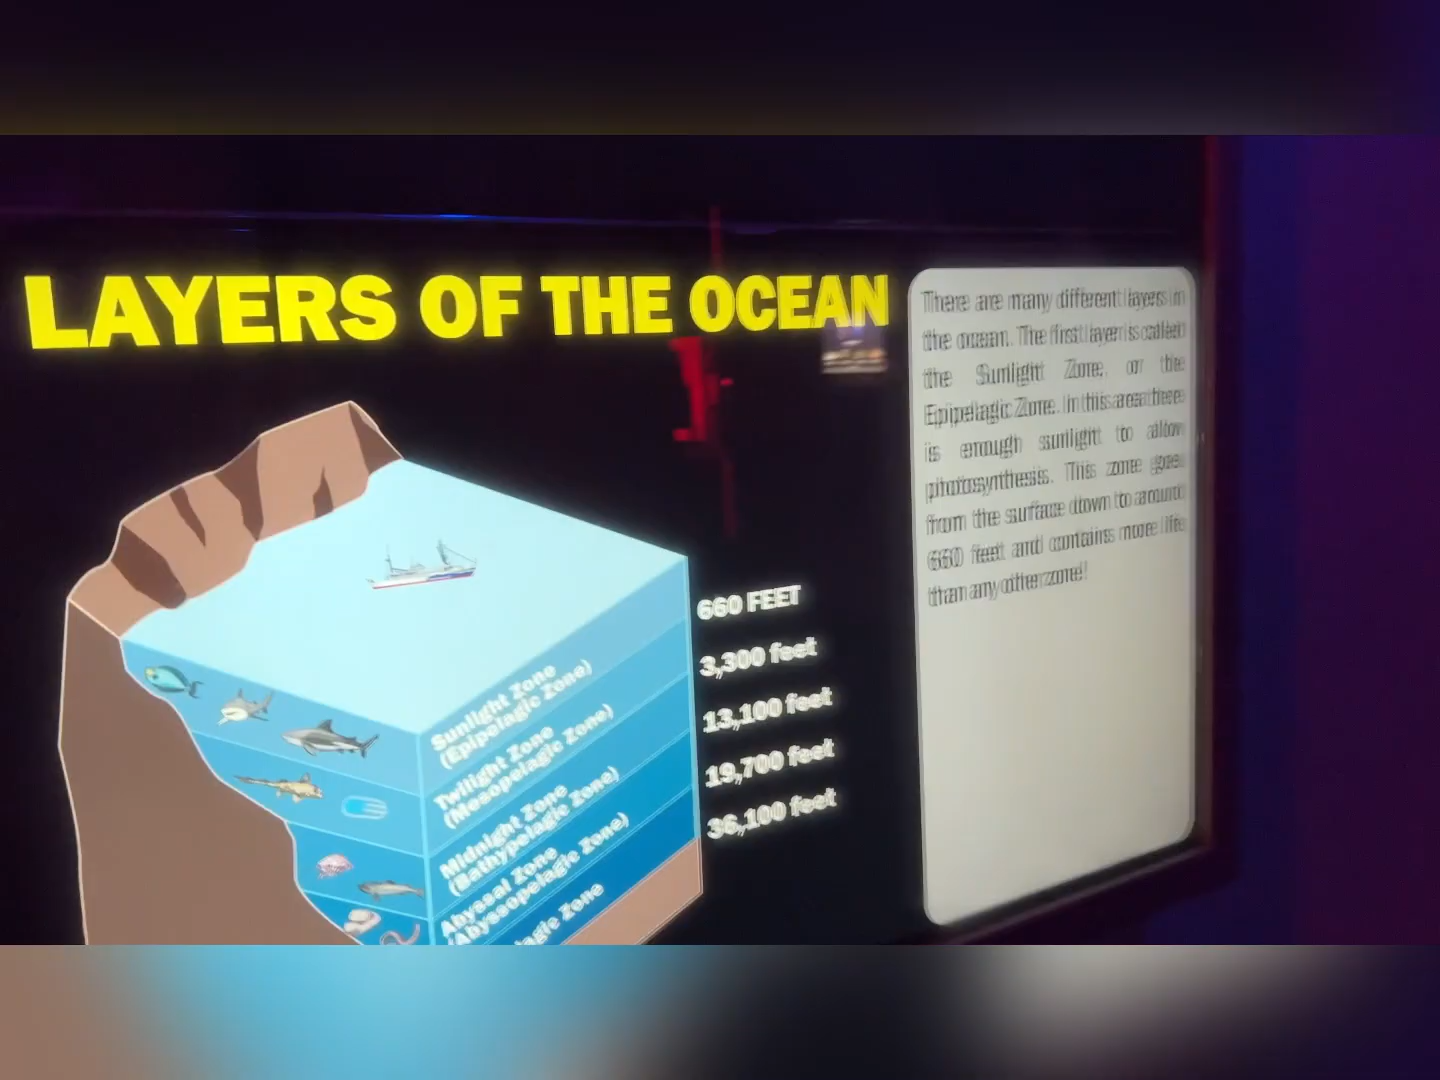 LAYERS OF THE OCEAN
There are many different layers in
the ocean. The first layer is called
the Sunlight Zone, or the
Epipelagic Zone. In this area there
is enough sunlight to allow
photosynthesis. This zone goes
from the surface down to around
660 feet and contains more life
than any other zone!
660 FEET
3,300 feet
13,100 feet
19,700 feet
36,100 feet
Sunlight Zone
(Epipelagic Zone)
Twilight Zone
(Mesopelagic Zone)
Midnight Zone
(Bathypelagic Zone)
Abyssal Zone
(Abyssopelagic Zone)
Zone